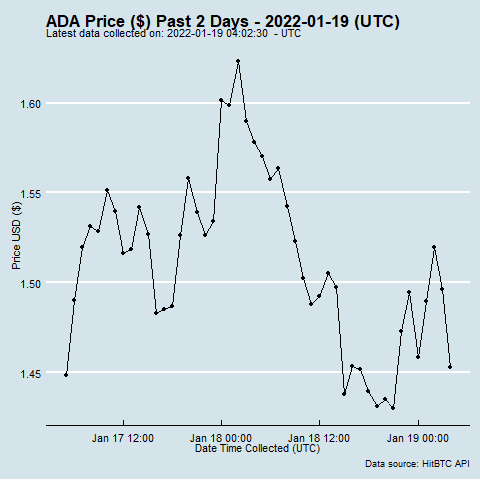 ADA Price ($) Past 2 Days - 2022-01-19 (UTC)
Latest data collected on: 2022-01-19 04:02:30 - UTC
1.60
1.55
1.50
1.45
Price USD ($)
Jan 17 12:00
Jan 18 00:00
Jan 18 12:00
Jan 19 00:00
Date Time Collected (UTC)
Data source: HitBTC API